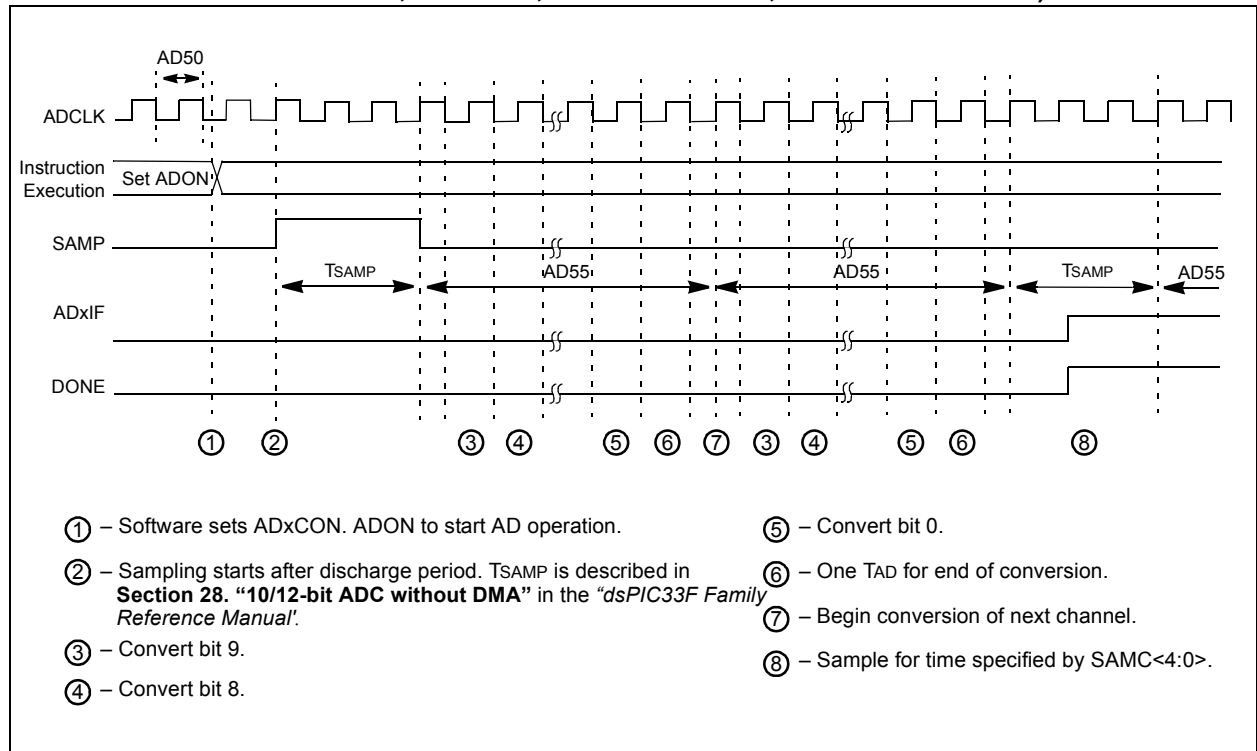 AD50
ADCLK
Instruction
Execution
Set ADON
SAMP
TSAMP
AD55
AD55
TSAMP
AD55
ADxIF
DONE
1 2 3 4 5 6 7 3 4 5 6 8
1 – Software sets ADxCON. ADON to start AD operation.
2 – Sampling starts after discharge period. TSAMP is described in
Section 28. “10/12-bit ADC without DMA” in the “dsPIC33F Family
Reference Manual'.
3 – Convert bit 9.
4 – Convert bit 8.
5 – Convert bit 0.
6 – One TAD for end of conversion.
7 – Begin conversion of next channel.
8 – Sample for time specified by SAMC<4:0>.